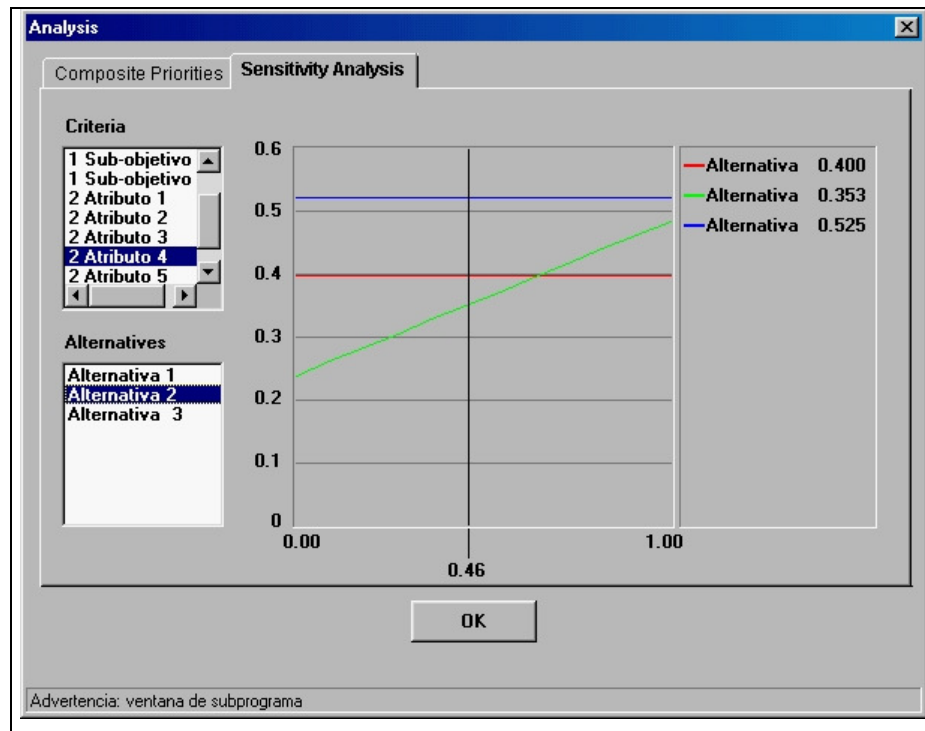 Analysis
Composite Priorities
Sensitivity Analysis
Criteria
1 Sub-objetivo
1 Sub-objetivo
2 Atributo 1
2 Atributo 2
2 Atributo 3
2 Atributo 4
2 Atributo 5
Alternatives
Alternativa 1
Alternativa 2
Alternativa 3
0.6
0.5
0.4
0.3
0.2
0.1
0
0.00
1.00
0.46
Alternativa 0.400
Alternativa 0.353
Alternativa 0.525
OK
Advertencia: ventana de subprograma